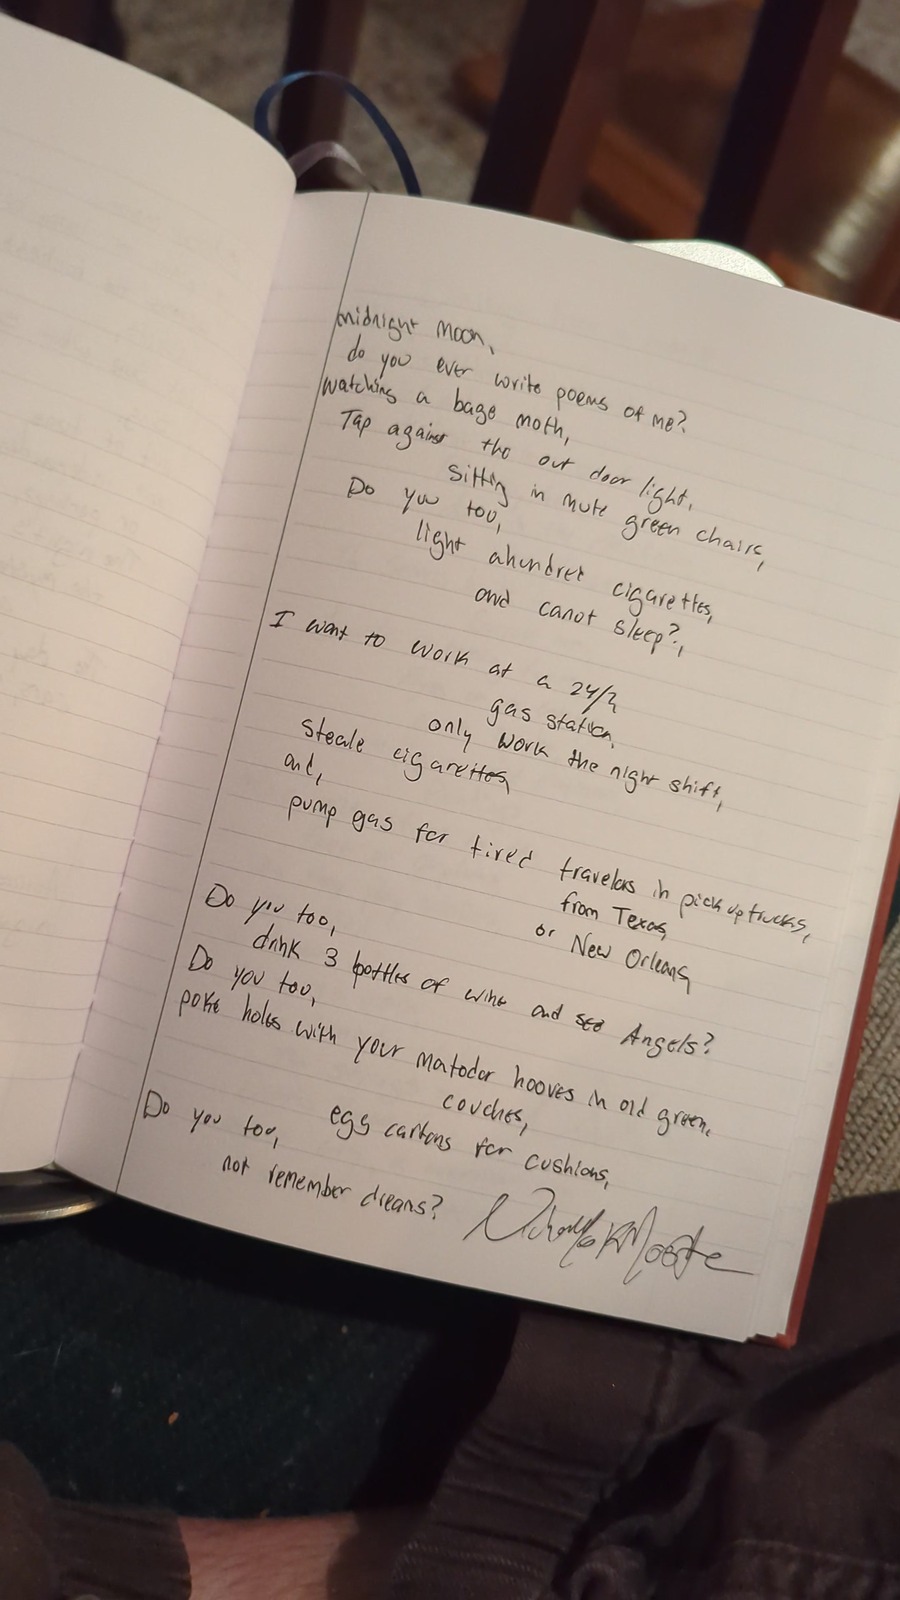 midnight moon,
do you ever write poems of me?
watching a bage moth,
Tap against the out door light,
sitting in mute green chairs,
Do you too,
light ahundred cigarettes,
and canot sleep?,
I want to work at a 24/7
gas station,
only work the night shift,
steale cigarettes,
and,
pump gas for tired travelors in pick up trucks,
from Texas,
or New Orleans,
Do you too,
drink 3 bottles of wine and see Angels?
Do you too,
poke holes with your matodor hooves in old green,
couches,
egg cartons for cushions,
Do you too,
not remember dreams?